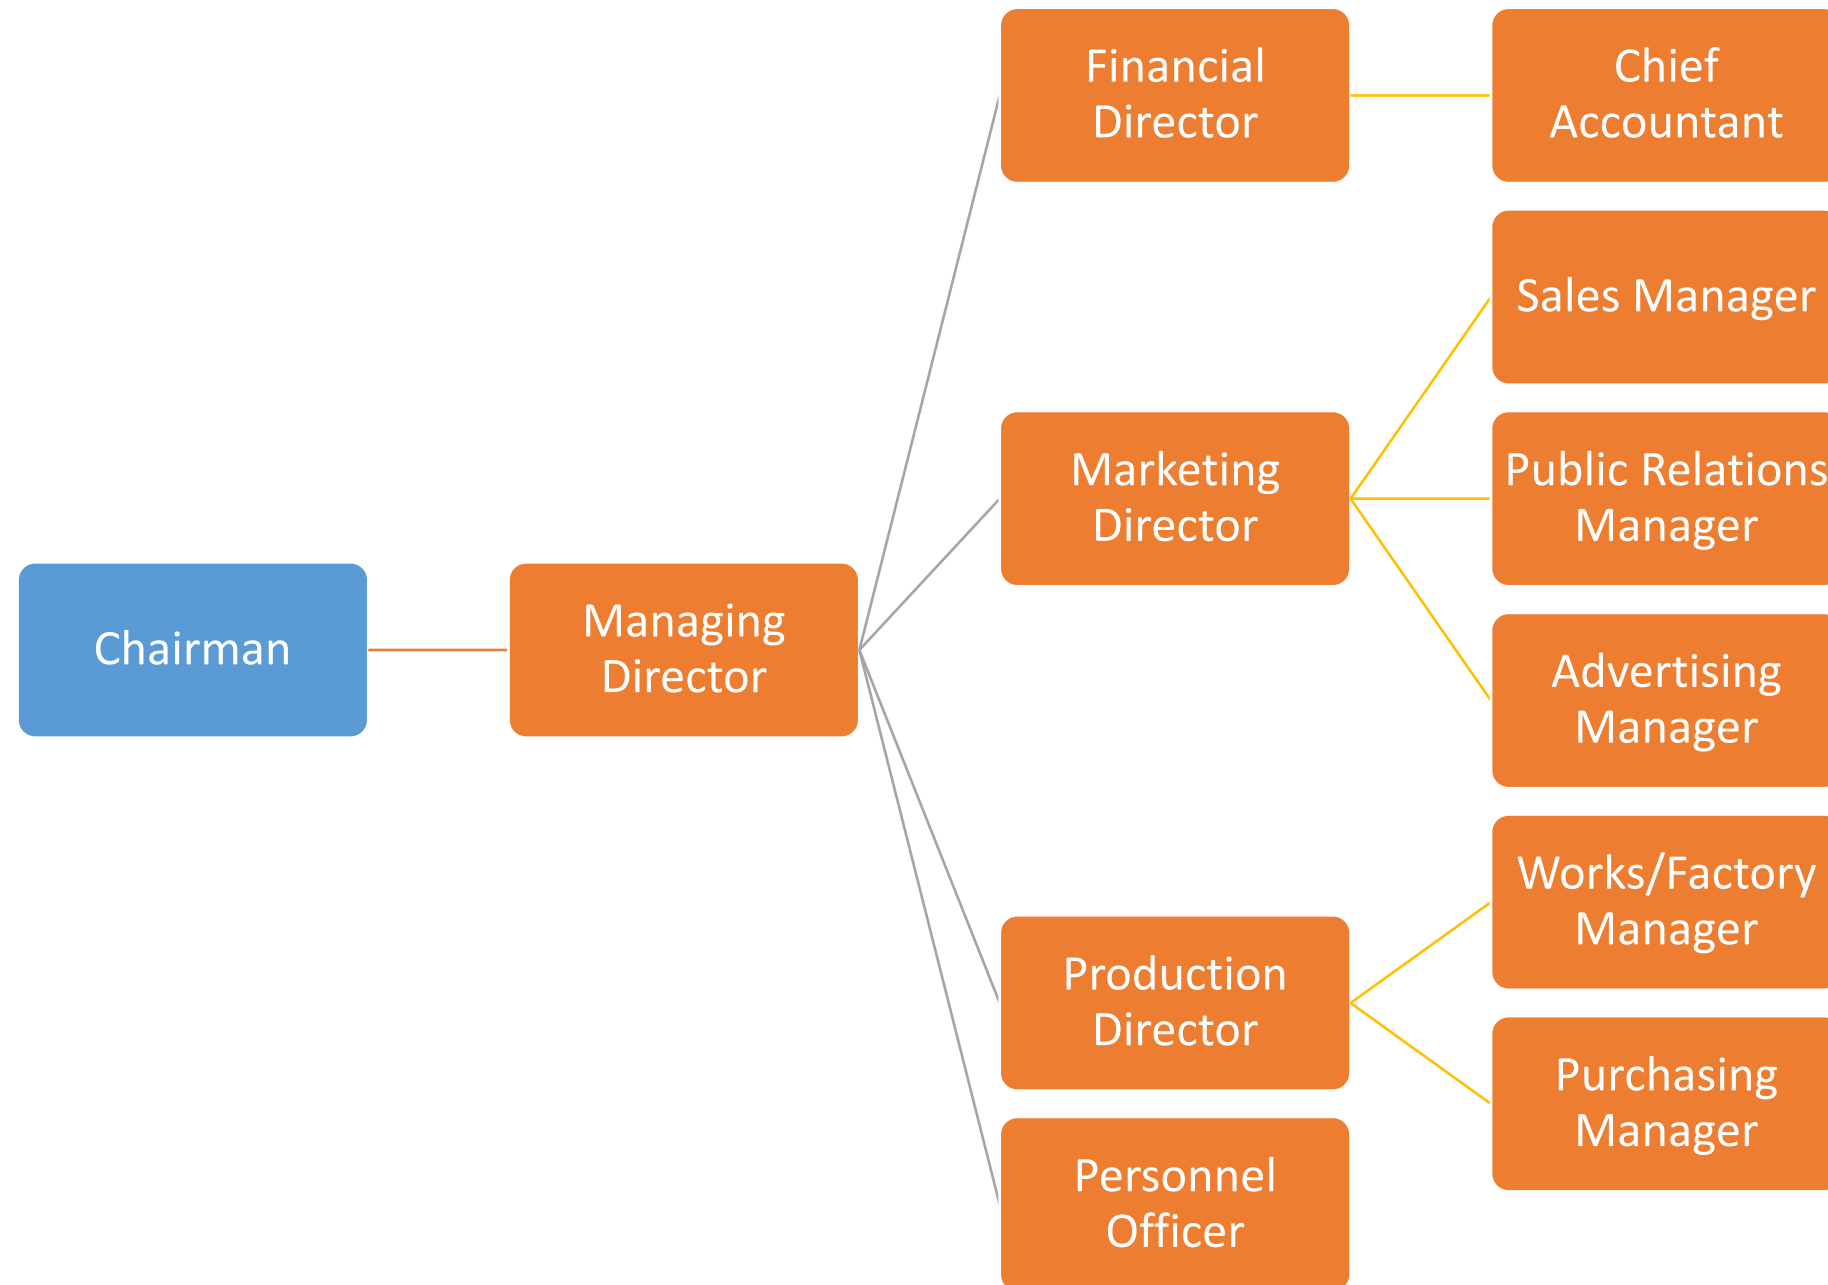 Financial
Director
Chief
Accountant
Sales Manager
Marketing
Director
Public Relations
Manager
Chairman
Managing
Director
Advertising
Manager
Works/Factory
Manager
Production
Director
Purchasing
Manager
Personnel
Officer